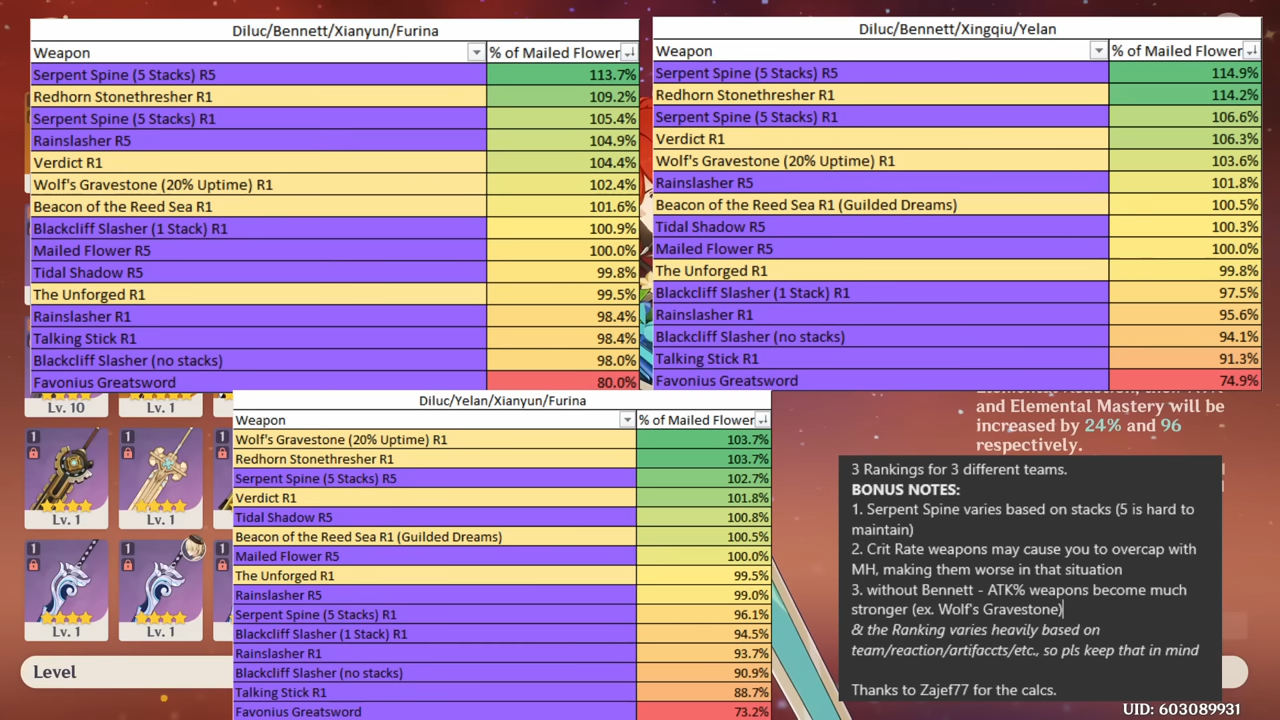 Diluc/Bennett/Xianyun/Furina
Weapon % of Mailed Flower
Serpent Spine (5 Stacks) R5 113.7%
Redhorn Stonethresher R1 109.2%
Serpent Spine (5 Stacks) R1 105.4%
Rainslasher R5 104.9%
Verdict R1 104.4%
Wolf's Gravestone (20% Uptime) R1 102.4%
Beacon of the Reed Sea R1 101.6%
Blackcliff Slasher (1 Stack) R1 100.9%
Mailed Flower R5 100.0%
Tidal Shadow R5 99.8%
The Unforged R1 99.5%
Rainslasher R1 98.4%
Talking Stick R1 98.4%
Blackcliff Slasher (no stacks) 98.0%
Favonius Greatsword 80.0%
Diluc/Bennett/Xingqiu/Yelan
Weapon % of Mailed Flower
Serpent Spine (5 Stacks) R5 114.9%
Redhorn Stonethresher R1 114.2%
Serpent Spine (5 Stacks) R1 106.6%
Verdict R1 106.3%
Wolf's Gravestone (20% Uptime) R1 103.6%
Rainslasher R5 101.8%
Beacon of the Reed Sea R1 (Guilded Dreams) 100.5%
Tidal Shadow R5 100.3%
Mailed Flower R5 100.0%
The Unforged R1 99.8%
Blackcliff Slasher (1 Stack) R1 97.5%
Rainslasher R1 95.6%
Blackcliff Slasher (no stacks) 94.1%
Talking Stick R1 91.3%
Favonius Greatsword 74.9%
Diluc/Yelan/Xianyun/Furina
Weapon % of Mailed Flower
Wolf's Gravestone (20% Uptime) R1 103.7%
Redhorn Stonethresher R1 103.7%
Serpent Spine (5 Stacks) R5 102.7%
Verdict R1 101.8%
Tidal Shadow R5 100.8%
Beacon of the Reed Sea R1 (Guilded Dreams) 100.5%
Mailed Flower R5 100.0%
The Unforged R1 99.5%
Rainslasher R5 99.0%
Serpent Spine (5 Stacks) R1 96.1%
Blackcliff Slasher (1 Stack) R1 94.5%
Rainslasher R1 93.7%
Blackcliff Slasher (no stacks) 90.9%
Talking Stick R1 88.7%
Favonius Greatsword 73.2%
Lv. 10 Lv. 1
1 1
Lv. 1 Lv. 1
1 1
Lv. 1 Lv. 1
Level
and Elemental Mastery will be
increased by 24% and 96
respectively.
3 Rankings for 3 different teams.
BONUS NOTES:
1. Serpent Spine varies based on stacks (5 is hard to
maintain)
2. Crit Rate weapons may cause you to overcap with
MH, making them worse in that situation
3. without Bennett - ATK% weapons become much
stronger (ex. Wolf's Gravestone)
& the Ranking varies heavily based on
team/reaction/artifaccts/etc., so pls keep that in mind
Thanks to Zajef77 for the calcs.
UID: 603089931